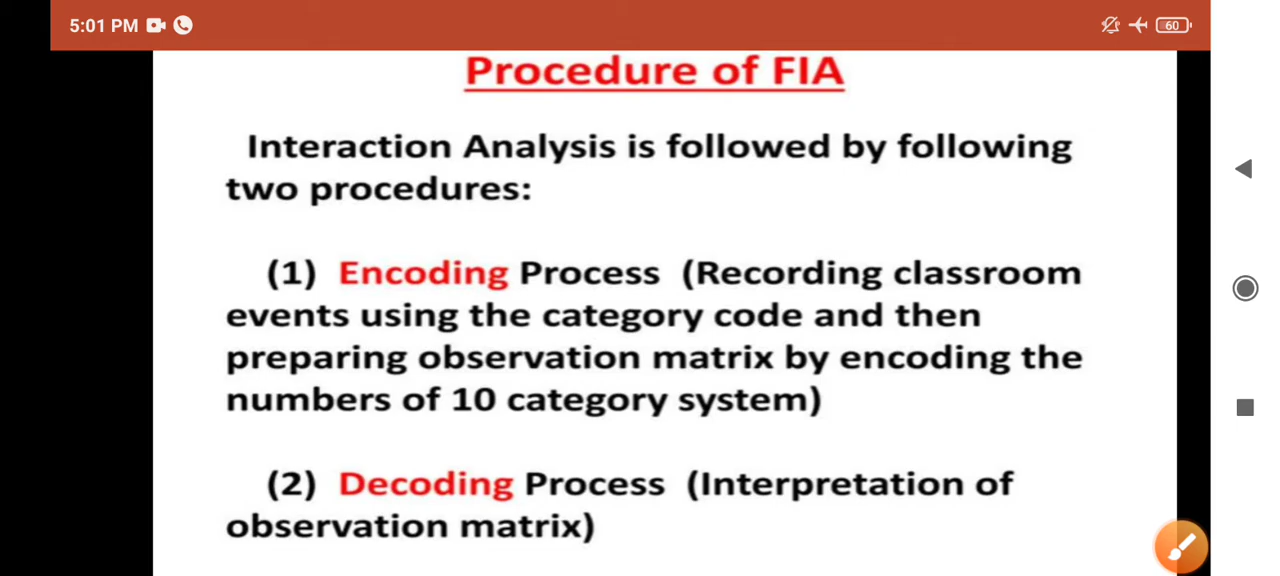 5:01 PM
60
Procedure of FIA
Interaction Analysis is followed by following
two procedures:
(1) Encoding Process (Recording classroom
events using the category code and then
preparing observation matrix by encoding the
numbers of 10 category system)
(2) Decoding Process (Interpretation of
observation matrix)